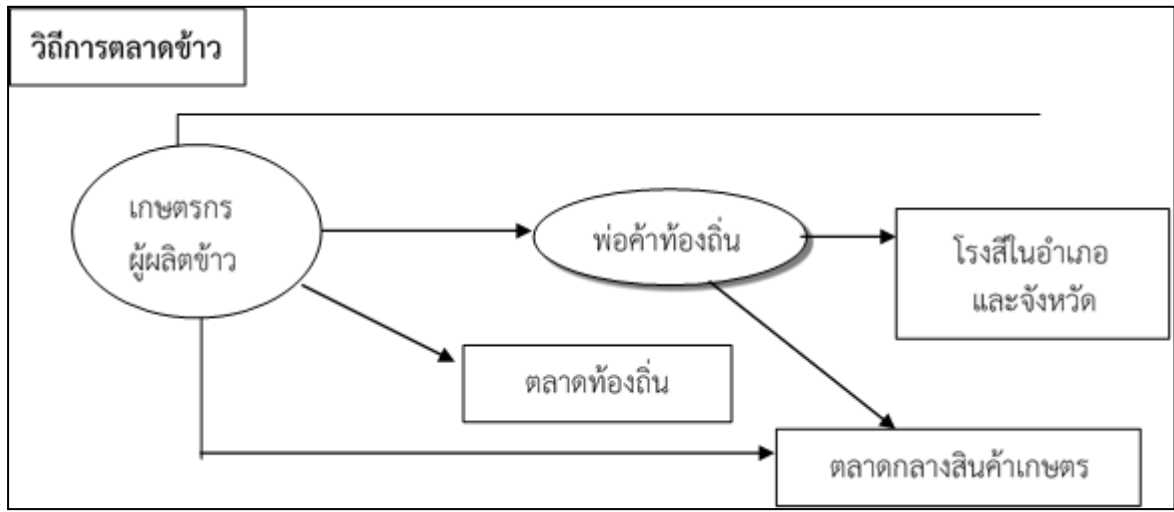 วิถีการตลาดข้าว
เกษตรกร
ผู้ผลิตข้าว
พ่อค้าท้องถิ่น
โรงสีในอำเภอ
และจังหวัด
ตลาดท้องถิ่น
ตลาดกลางสินค้าเกษตร